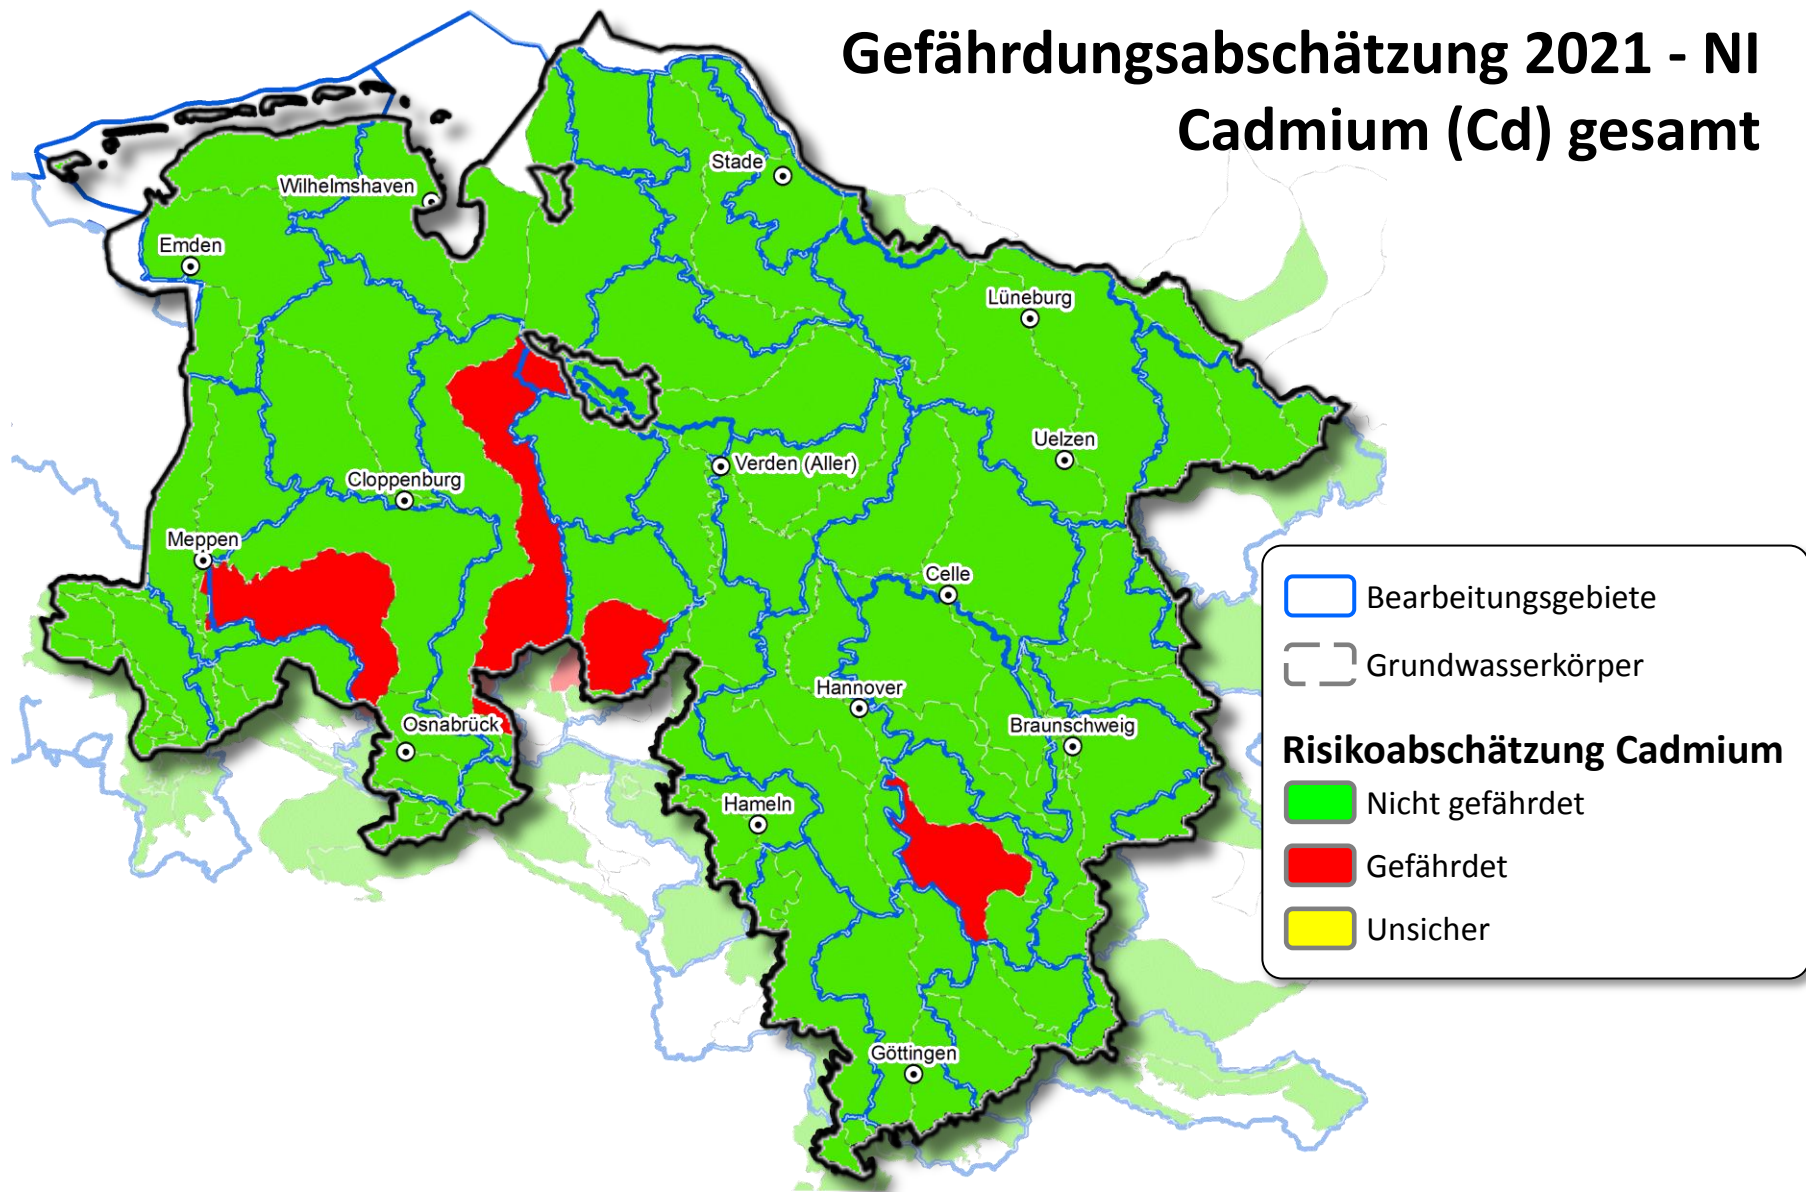 Gefährdungsabschätzung 2021 - NI
Cadmium (Cd) gesamt
Stade
Wilhelmshaven
Emden
Lüneburg
Uelzen
Verden (Aller)
Cloppenburg
Meppen
Celle
Hannover
Osnabrück
Braunschweig
Hameln
Göttingen
Bearbeitungsgebiete
Grundwasserkörper
Risikoabschätzung Cadmium
Nicht gefährdet
Gefährdet
Unsicher